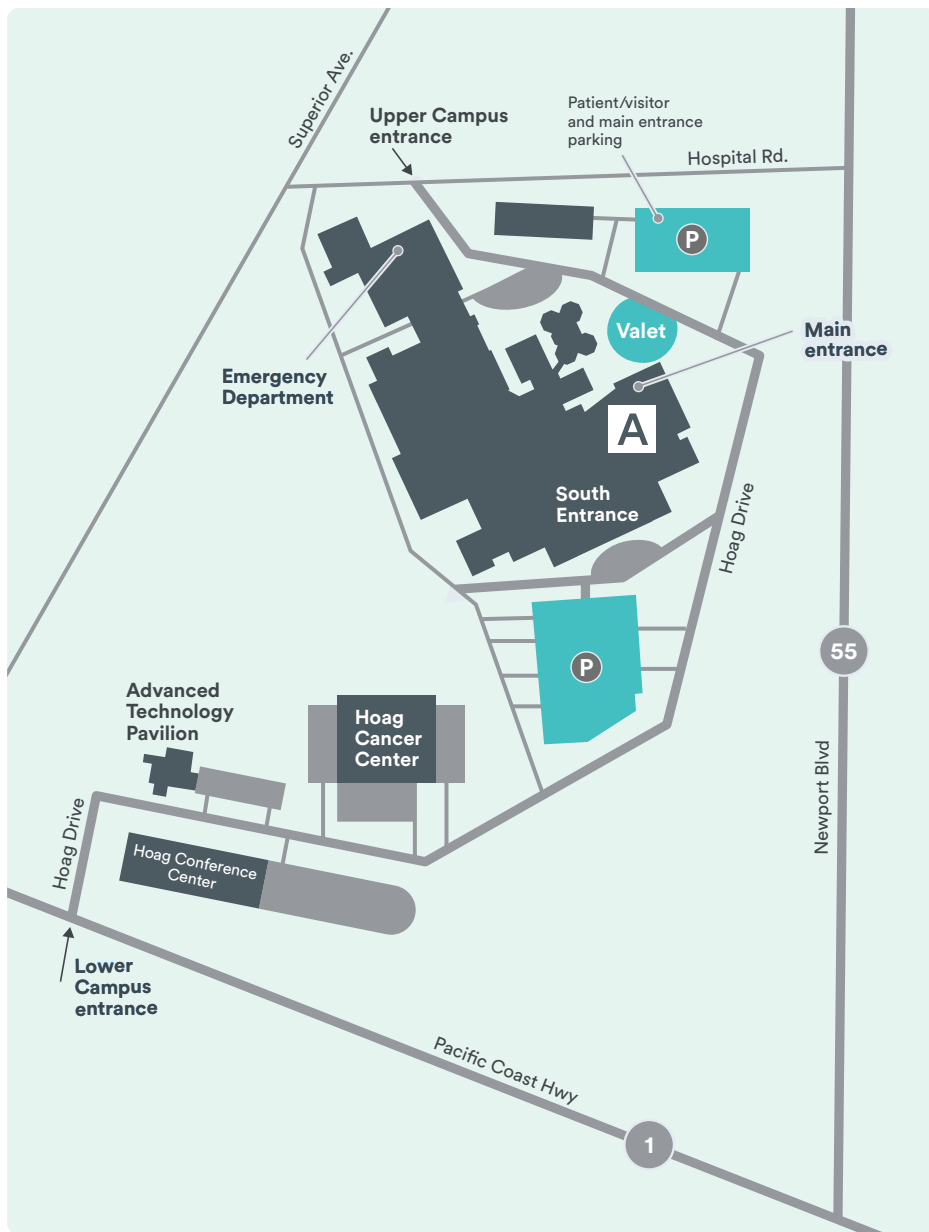 Superior Ave.
Upper Campus
entrance
Patient/visitor
and main entrance
parking
Hospital Rd.
P
Valet
Main
entrance
Emergency
Department
A
South
Entrance
Hoag Drive
55
P
Advanced
Technology
Pavilion
Hoag
Cancer
Center
Newport Blvd
Hoag Drive
Hoag Conference
Center
Lower
Campus
entrance
Pacific Coast Hwy
1